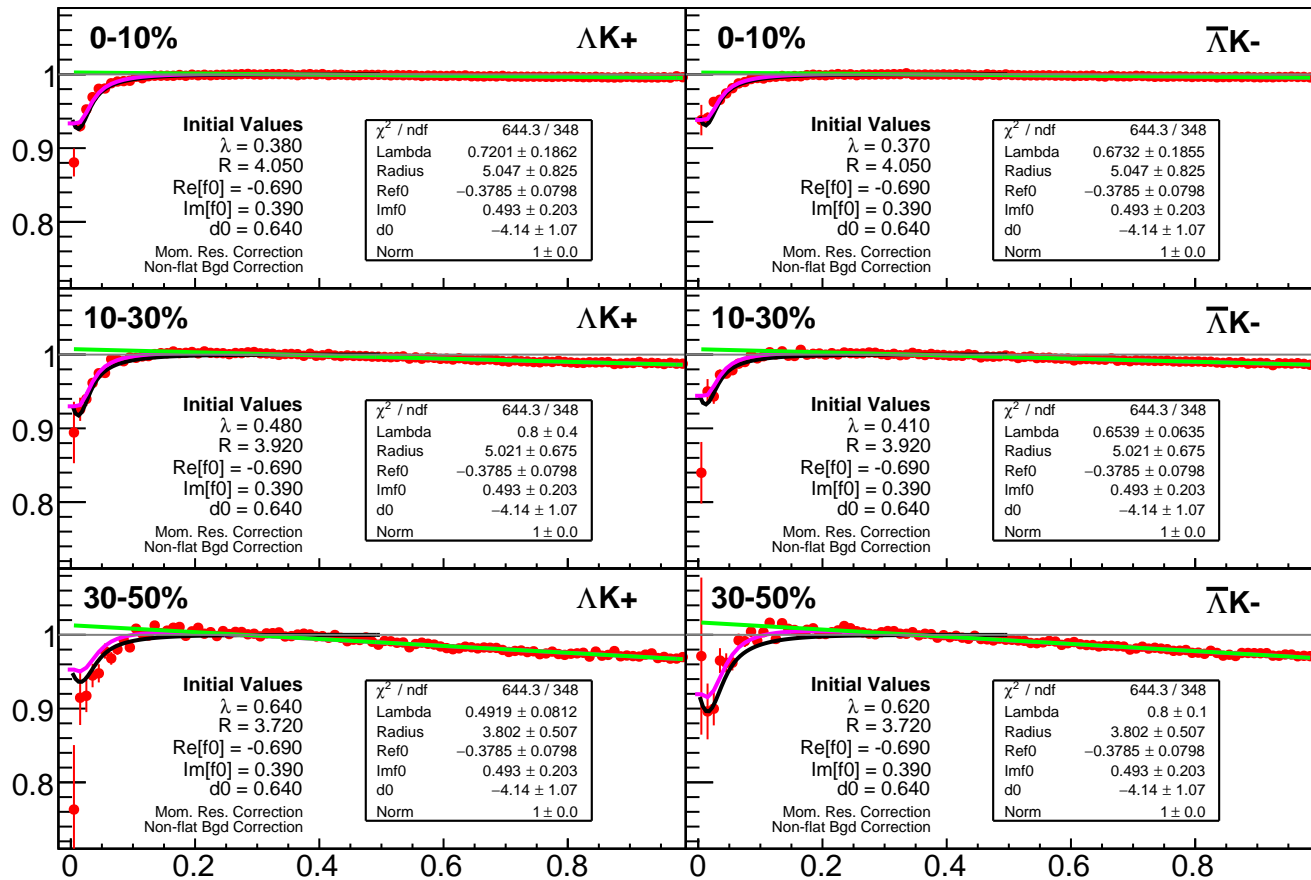 0-10%
ΛK+
Initial Values
λ = 0.380
R = 4.050
Re[f0] = -0.690
Im[f0] = 0.390
d0 = 0.640
Mom. Res. Correction
Non-flat Bgd Correction
χ² / ndf 644.3 / 348
Lambda 0.7201 ± 0.1862
Radius 5.047 ± 0.825
Ref0 −0.3785 ± 0.0798
Imf0 0.493 ± 0.203
d0 −4.14 ± 1.07
Norm 1 ± 0.0
1
0.9
0.8
0-10%
Λ̅K-
Initial Values
λ = 0.370
R = 4.050
Re[f0] = -0.690
Im[f0] = 0.390
d0 = 0.640
Mom. Res. Correction
Non-flat Bgd Correction
χ² / ndf 644.3 / 348
Lambda 0.6732 ± 0.1855
Radius 5.047 ± 0.825
Ref0 −0.3785 ± 0.0798
Imf0 0.493 ± 0.203
d0 −4.14 ± 1.07
Norm 1 ± 0.0
10-30%
ΛK+
Initial Values
λ = 0.480
R = 3.920
Re[f0] = -0.690
Im[f0] = 0.390
d0 = 0.640
Mom. Res. Correction
Non-flat Bgd Correction
χ² / ndf 644.3 / 348
Lambda 0.8 ± 0.4
Radius 5.021 ± 0.675
Ref0 −0.3785 ± 0.0798
Imf0 0.493 ± 0.203
d0 −4.14 ± 1.07
Norm 1 ± 0.0
1
0.9
0.8
10-30%
Λ̅K-
Initial Values
λ = 0.410
R = 3.920
Re[f0] = -0.690
Im[f0] = 0.390
d0 = 0.640
Mom. Res. Correction
Non-flat Bgd Correction
χ² / ndf 644.3 / 348
Lambda 0.6539 ± 0.0635
Radius 5.021 ± 0.675
Ref0 −0.3785 ± 0.0798
Imf0 0.493 ± 0.203
d0 −4.14 ± 1.07
Norm 1 ± 0.0
30-50%
ΛK+
Initial Values
λ = 0.640
R = 3.720
Re[f0] = -0.690
Im[f0] = 0.390
d0 = 0.640
Mom. Res. Correction
Non-flat Bgd Correction
χ² / ndf 644.3 / 348
Lambda 0.4919 ± 0.0812
Radius 3.802 ± 0.507
Ref0 −0.3785 ± 0.0798
Imf0 0.493 ± 0.203
d0 −4.14 ± 1.07
Norm 1 ± 0.0
1
0.9
0.8
30-50%
Λ̅K-
Initial Values
λ = 0.620
R = 3.720
Re[f0] = -0.690
Im[f0] = 0.390
d0 = 0.640
Mom. Res. Correction
Non-flat Bgd Correction
χ² / ndf 644.3 / 348
Lambda 0.8 ± 0.1
Radius 3.802 ± 0.507
Ref0 −0.3785 ± 0.0798
Imf0 0.493 ± 0.203
d0 −4.14 ± 1.07
Norm 1 ± 0.0
0 0.2 0.4 0.6 0.8 0 0.2 0.4 0.6 0.8